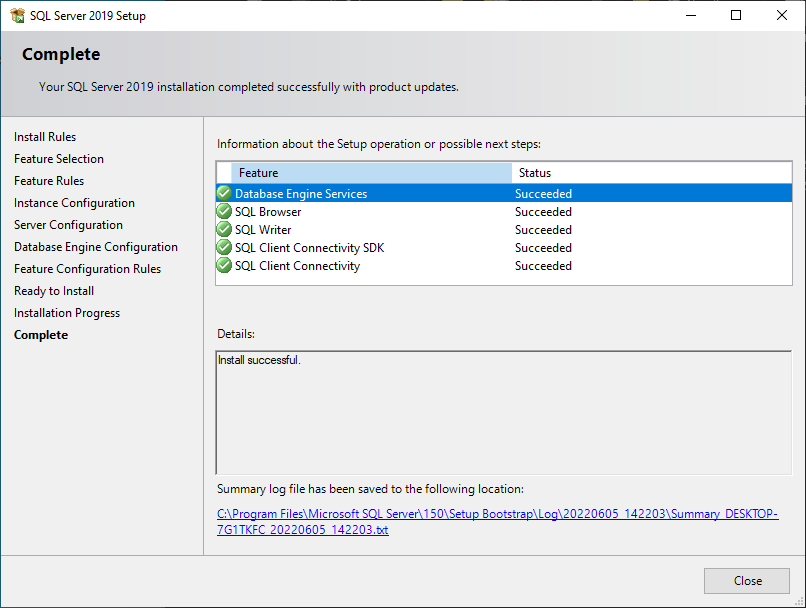 SQL Server 2019 Setup
Complete
Your SQL Server 2019 installation completed successfully with product updates.
Install Rules
Feature Selection
Feature Rules
Instance Configuration
Server Configuration
Database Engine Configuration
Feature Configuration Rules
Ready to Install
Installation Progress
Complete
Information about the Setup operation or possible next steps:
Feature Status
Database Engine Services Succeeded
SQL Browser Succeeded
SQL Writer Succeeded
SQL Client Connectivity SDK Succeeded
SQL Client Connectivity Succeeded
Details:
Install successful.
Summary log file has been saved to the following location:
C:\Program Files\Microsoft SQL Server\150\Setup Bootstrap\Log\20220605_142203\Summary_DESKTOP-
7G1TKFC_20220605_142203.txt
Close